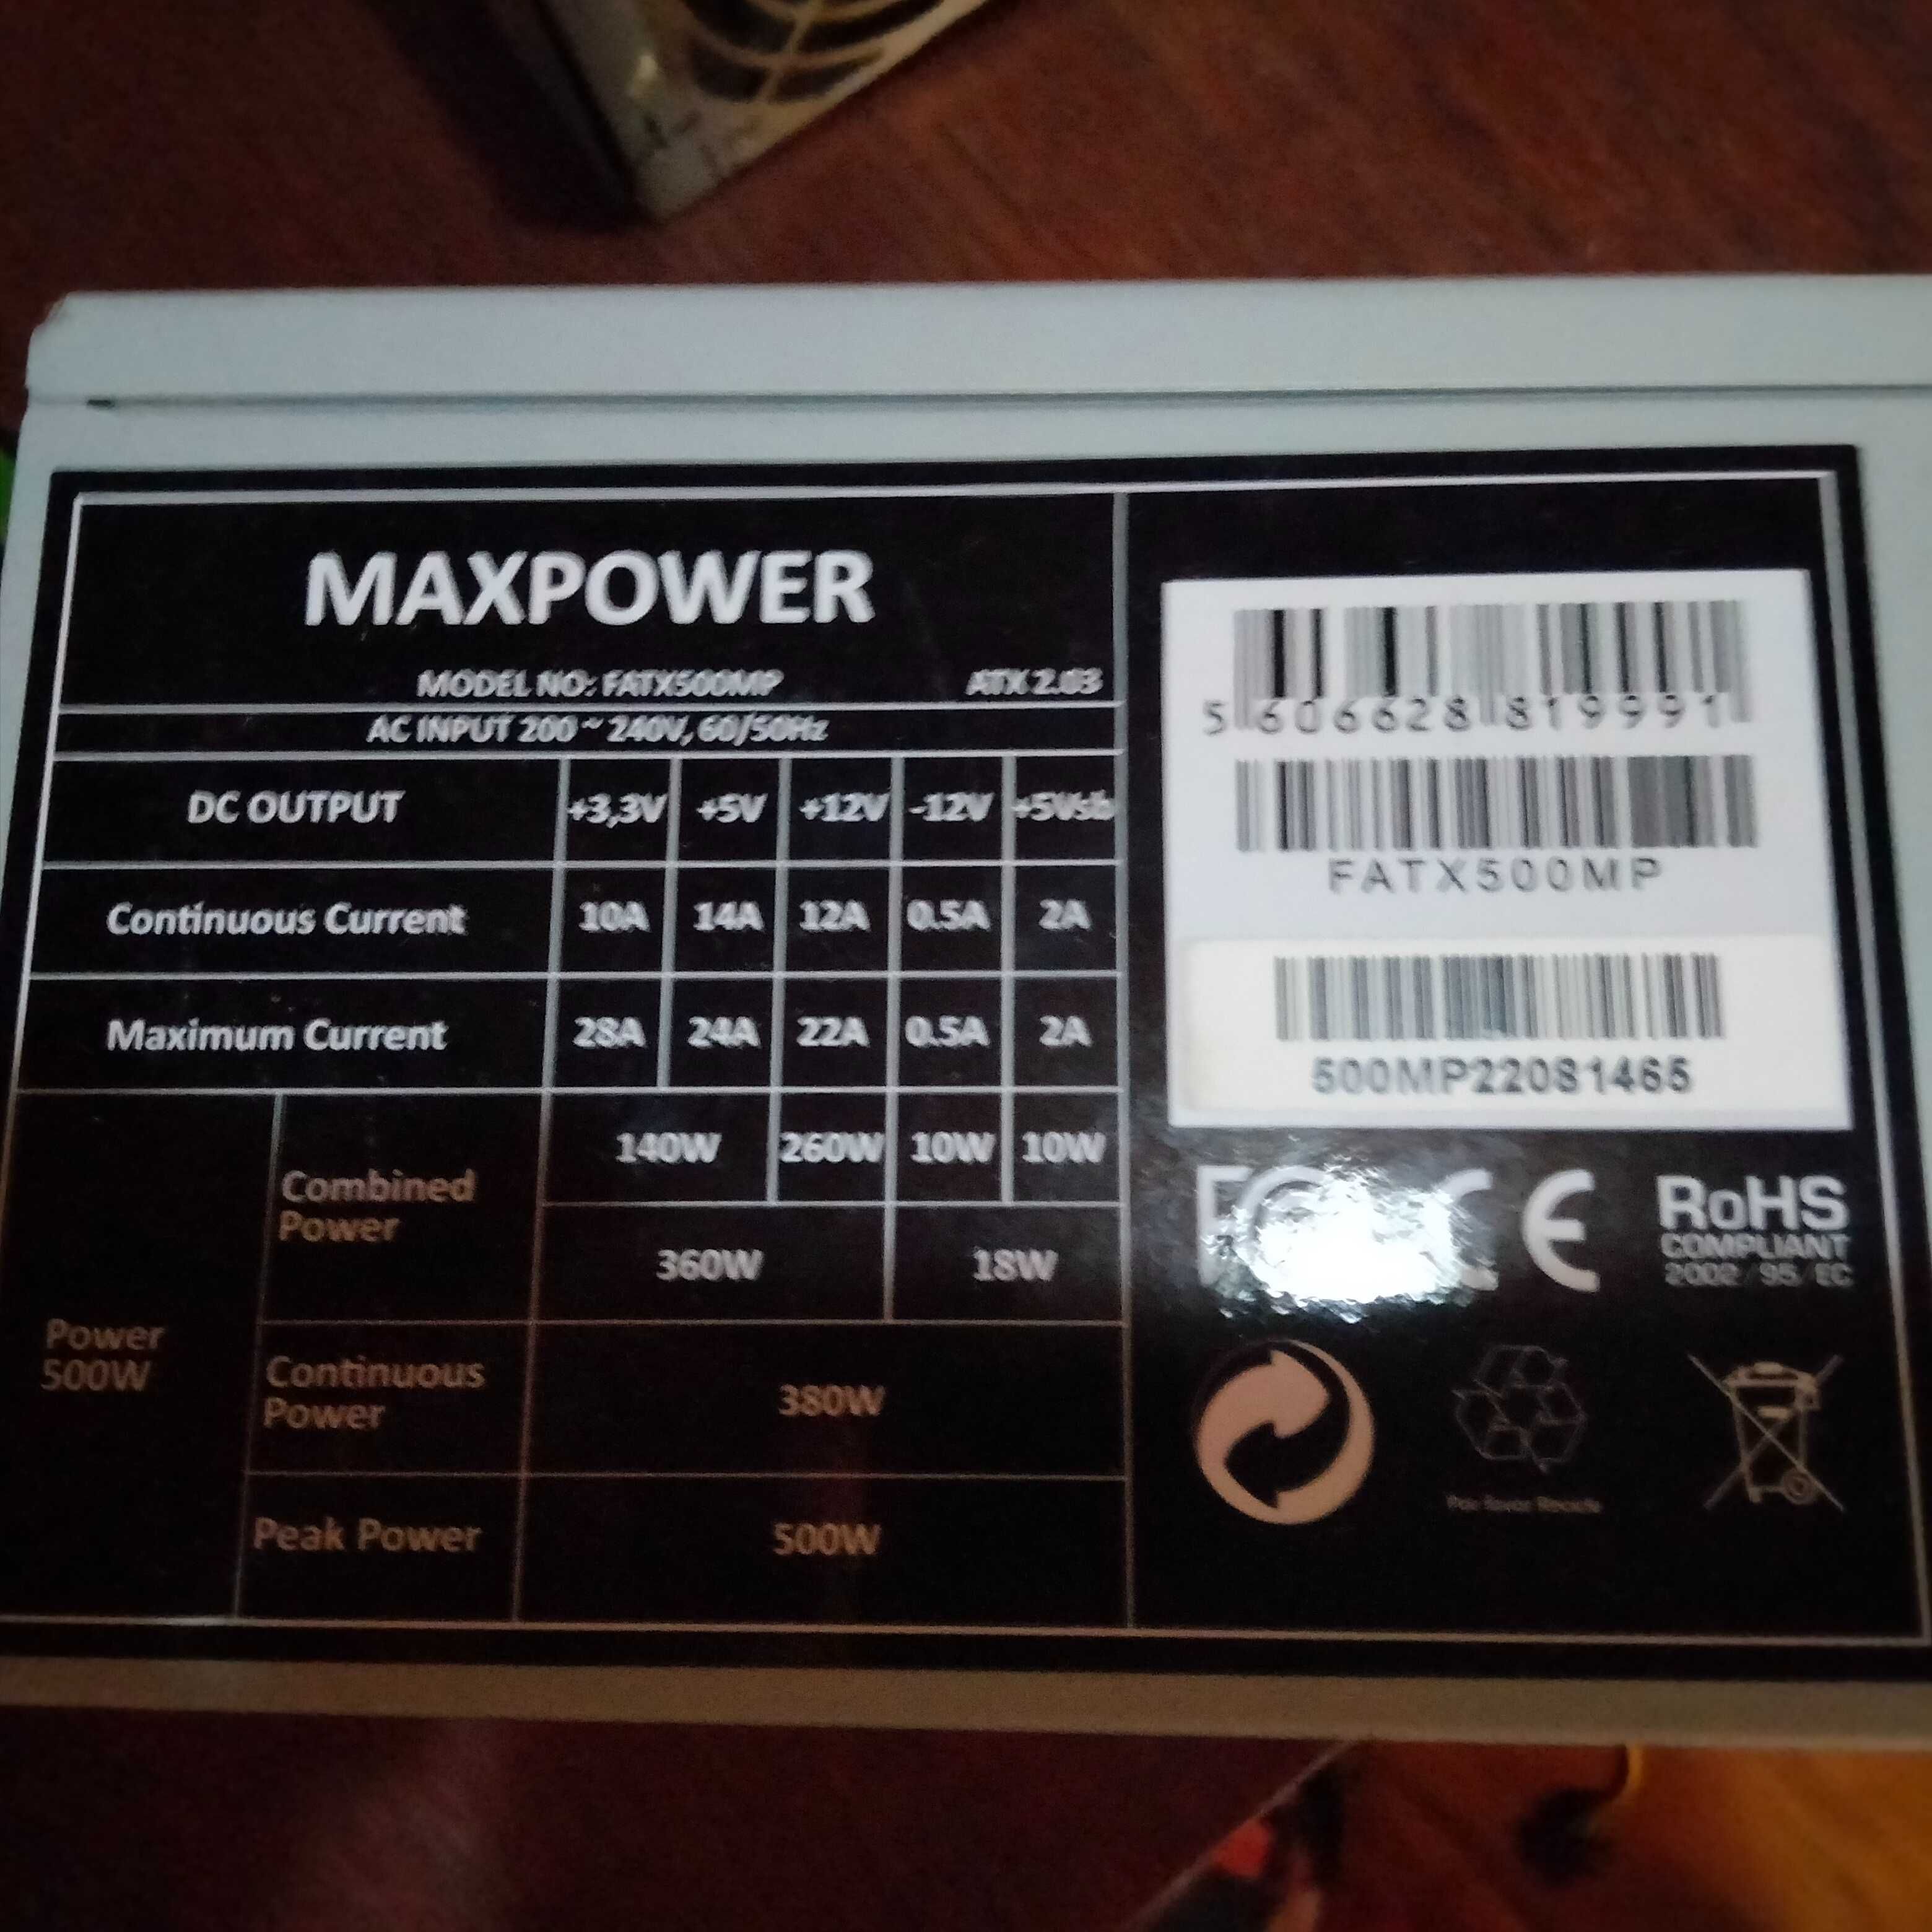 MAXPOWER
MODEL NO: FATX500MP ATX 2.03
AC INPUT 200 ~ 240V, 60/50Hz
DC OUTPUT +3,3V +5V +12V -12V +5Vsb
Continuous Current 10A 14A 12A 0.5A 2A
Maximum Current 28A 24A 22A 0.5A 2A
Power
500W
Combined
Power
140W 260W 10W 10W
360W 18W
Continuous
Power
380W
Peak Power 500W
5 606628 819991
FATX500MP
500MP22081465
CE
RoHS
COMPLIANT
2002/95/EC